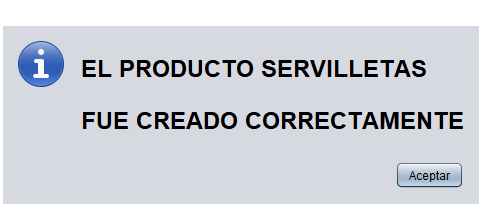 EL PRODUCTO SERVILLETAS
FUE CREADO CORRECTAMENTE
Aceptar